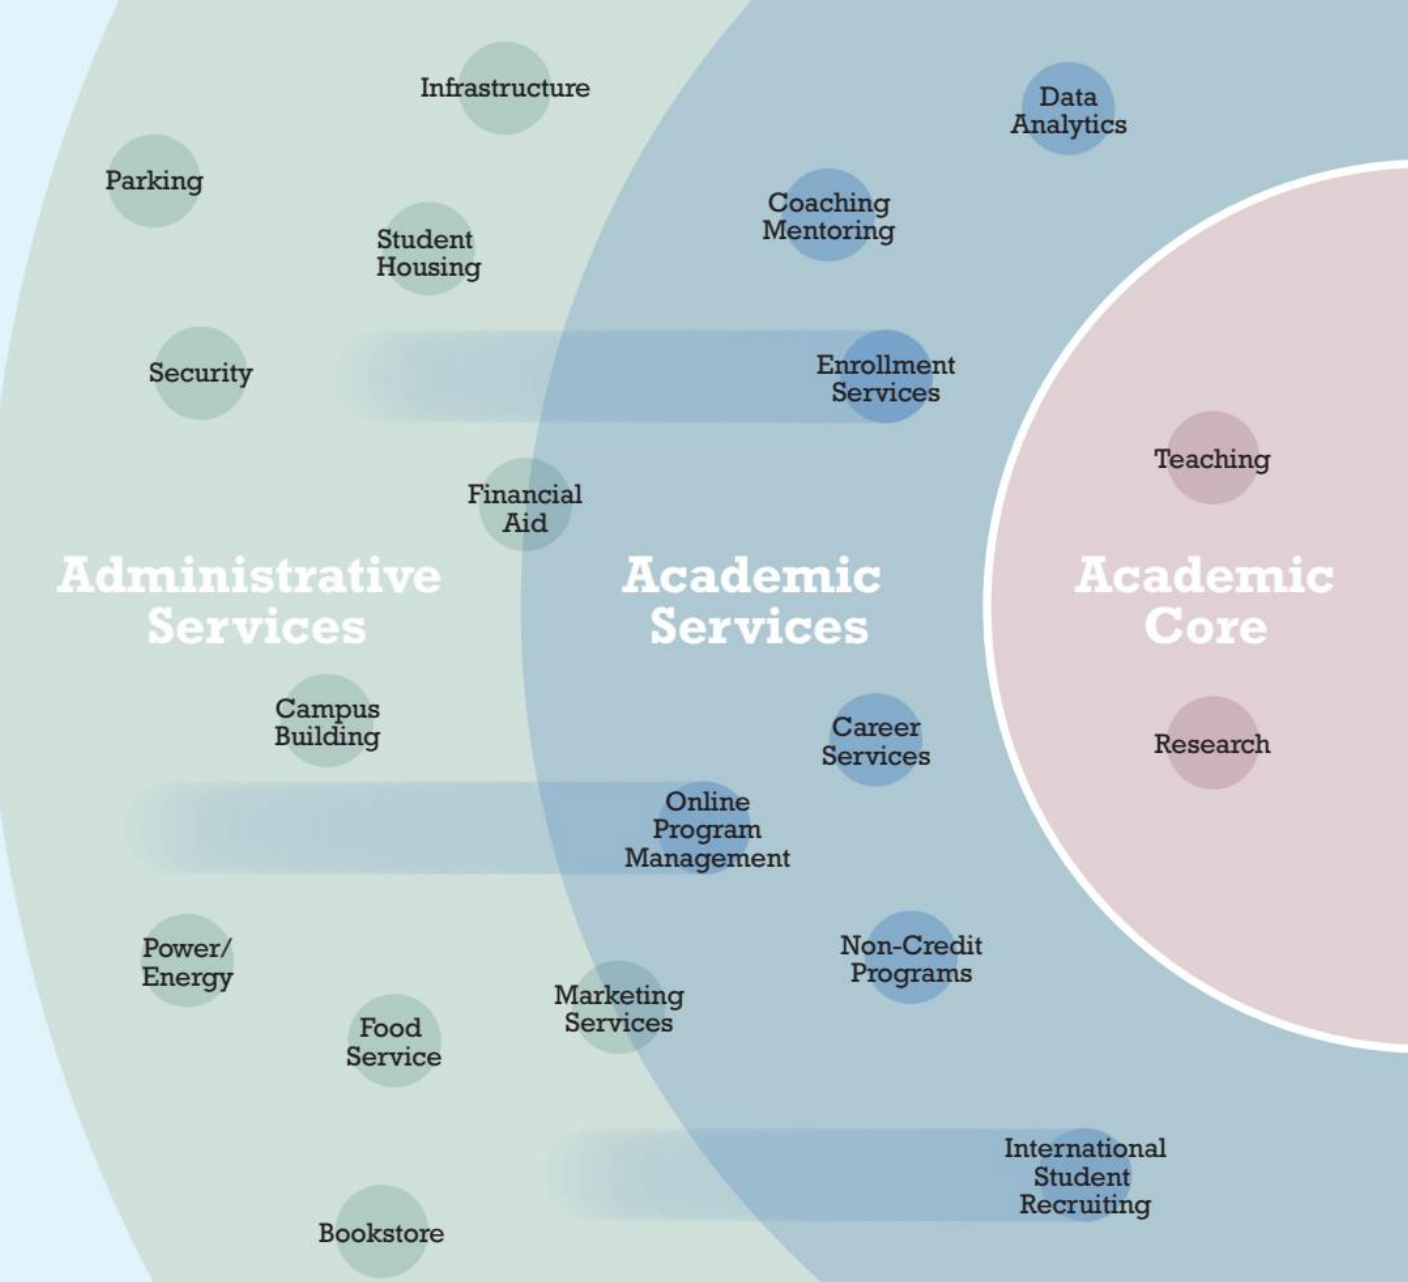 Infrastructure
Data
Analytics
Parking
Coaching
Mentoring
Student
Housing
Security
Enrollment
Services
Teaching
Financial
Aid
Administrative
Services
Academic
Services
Academic
Core
Campus
Building
Career
Services
Research
Online
Program
Management
Power/
Energy
Non-Credit
Programs
Marketing
Services
Food
Service
International
Student
Recruiting
Bookstore